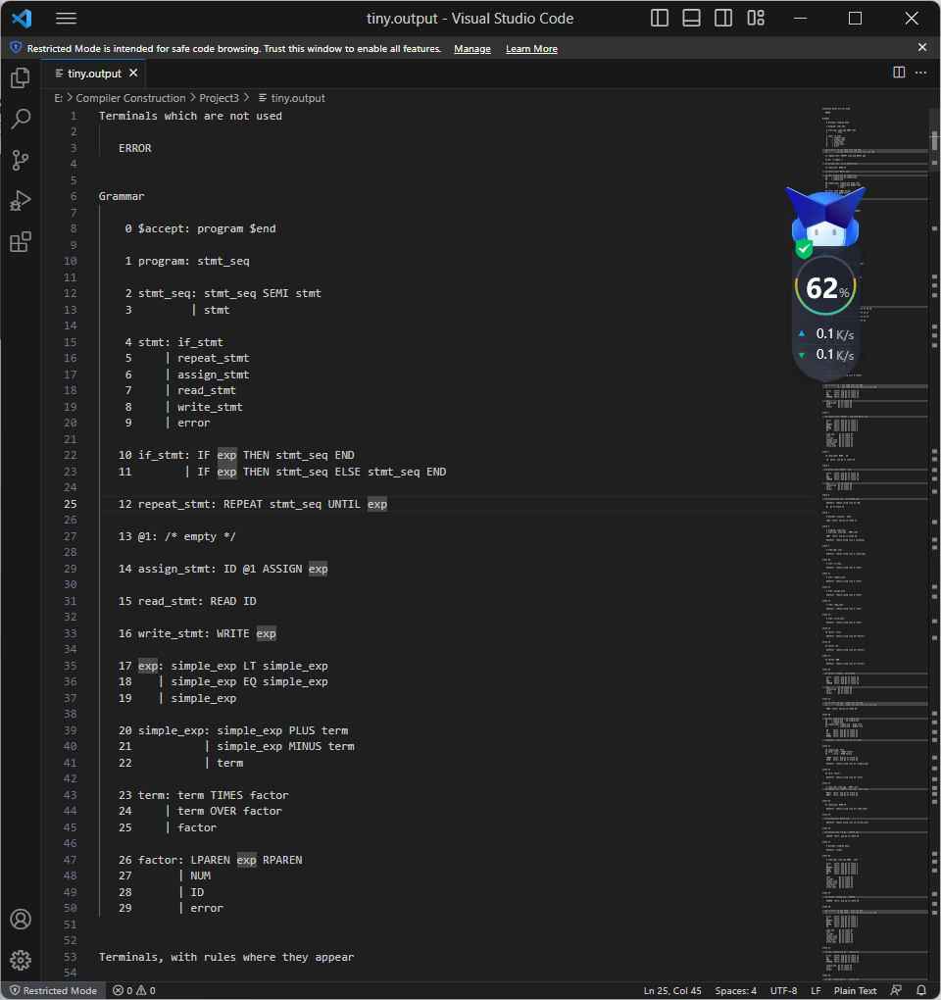 tiny.output - Visual Studio Code
Restricted Mode is intended for safe code browsing. Trust this window to enable all features. Manage Learn More
tiny.output
E: > Compiler Construction > Project3 > tiny.output
1 Terminals which are not used
2
3 ERROR
4
5
6 Grammar
7
8 0 $accept: program $end
9
10 1 program: stmt_seq
11
12 2 stmt_seq: stmt_seq SEMI stmt
13 3 | stmt
14
15 4 stmt: if_stmt
16 5 | repeat_stmt
17 6 | assign_stmt
18 7 | read_stmt
19 8 | write_stmt
20 9 | error
21
22 10 if_stmt: IF exp THEN stmt_seq END
23 11 | IF exp THEN stmt_seq ELSE stmt_seq END
24
25 12 repeat_stmt: REPEAT stmt_seq UNTIL exp
26
27 13 @1: /* empty */
28
29 14 assign_stmt: ID @1 ASSIGN exp
30
31 15 read_stmt: READ ID
32
33 16 write_stmt: WRITE exp
34
35 17 exp: simple_exp LT simple_exp
36 18 | simple_exp EQ simple_exp
37 19 | simple_exp
38
39 20 simple_exp: simple_exp PLUS term
40 21 | simple_exp MINUS term
41 22 | term
42
43 23 term: term TIMES factor
44 24 | term OVER factor
45 25 | factor
46
47 26 factor: LPAREN exp RPAREN
48 27 | NUM
49 28 | ID
50 29 | error
51
52
53 Terminals, with rules where they appear
54
62%
0.1 K/s
0.1 K/s
Restricted Mode 0 0 Ln 25, Col 45 Spaces: 4 UTF-8 LF Plain Text